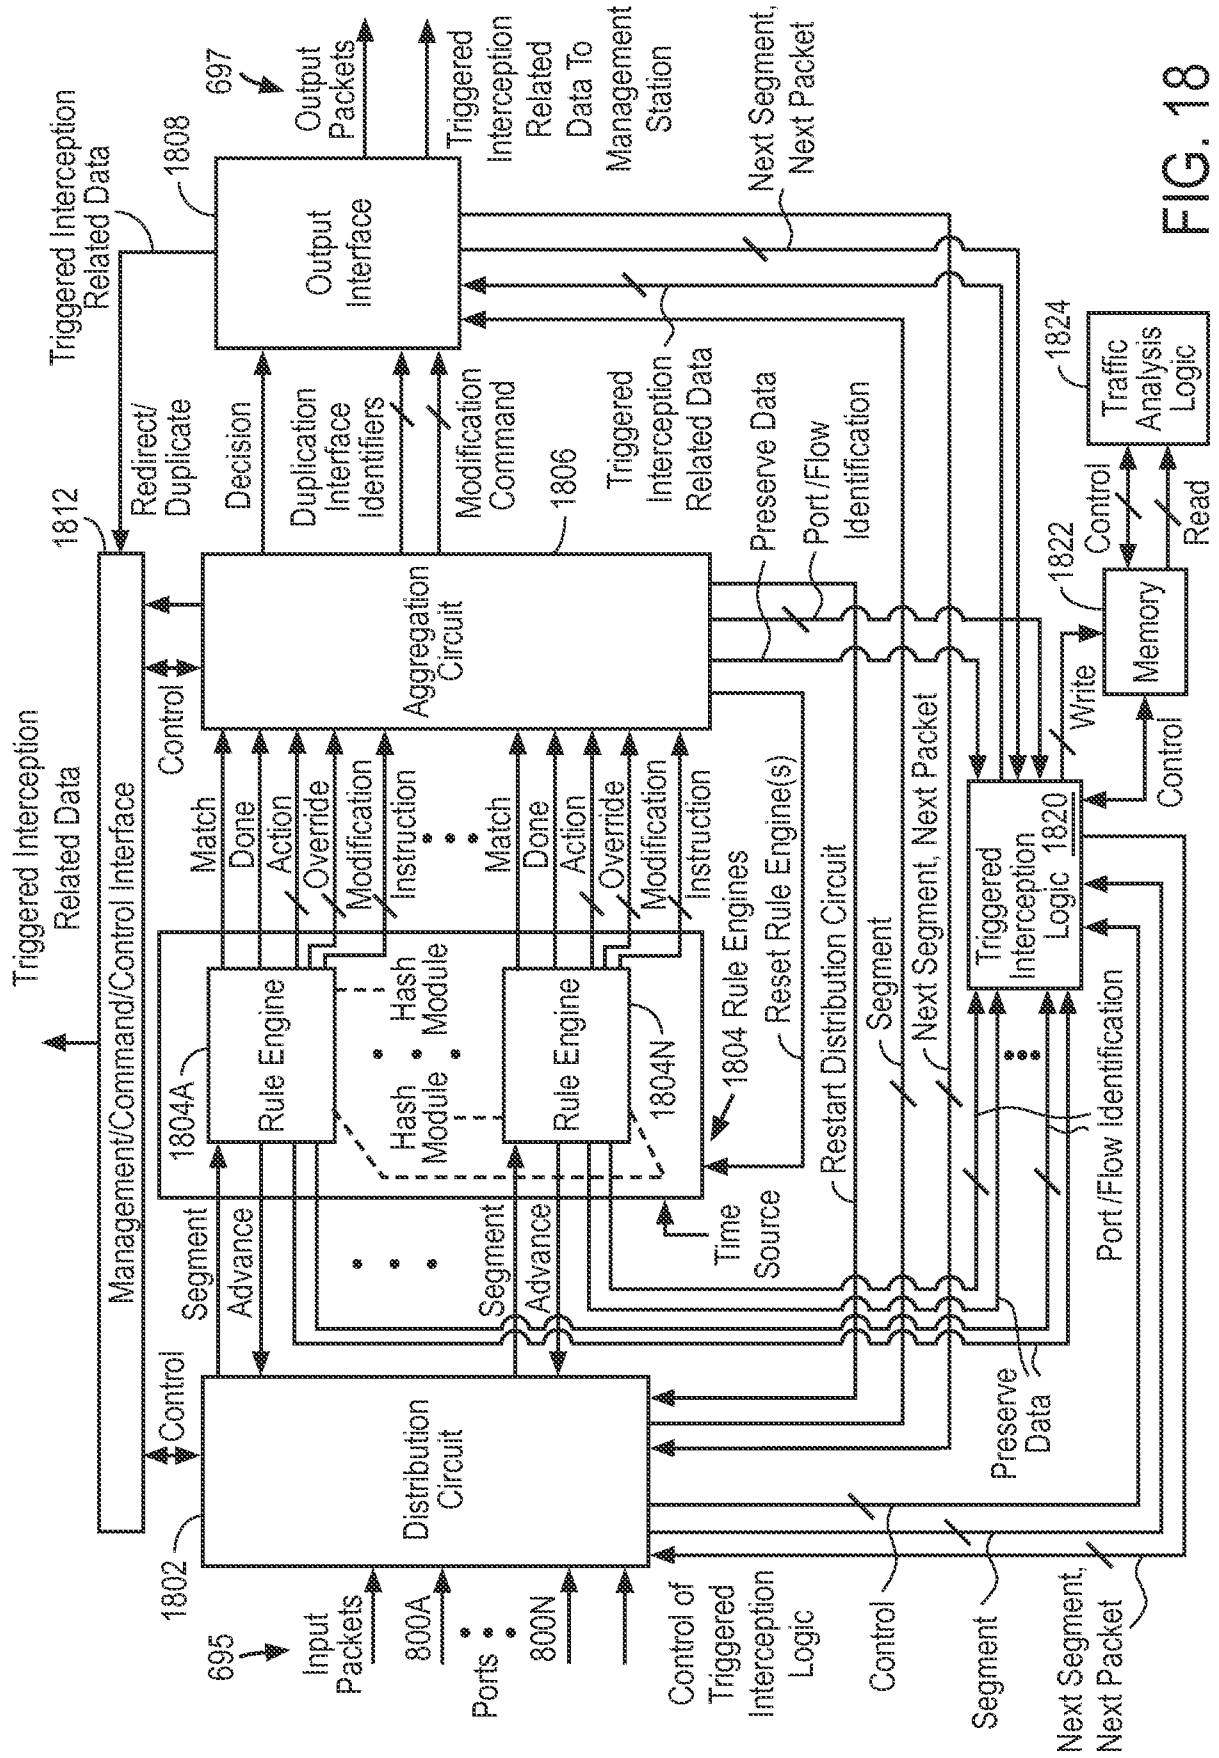 Triggered Interception
Related Data
1812
Management/Command/Control Interface
Triggered Interception
Related Data
Redirect/
Duplicate
1802
Control
Control
1808
697
Output
Packets
695
Input
Packets
800A
Ports
800N
Control of
Triggered
Interception
Logic
Distribution
Circuit
Segment
Advance
Segment
Advance
1804A
Rule Engine
Hash
Module
Hash
Module
Rule Engine
1804N
1804 Rule Engines
Time
Source
Match
Done
Action
Override
Modification
Instruction
Match
Done
Action
Override
Modification
Instruction
Aggregation
Circuit
1806
Decision
Duplication
Interface
Identifiers
Modification
Command
Output
Interface
Triggered
Interception
Related
Data To
Management
Station
Reset Rule Engine(s)
Restart Distribution Circuit
Segment
Next Segment, Next Packet
Preserve Data
Port/Flow
Identification
Triggered
Interception
Related Data
Next Segment,
Next Packet
Preserve
Data
Port/Flow Identification
Triggered
Interception
Logic 1820
Write
Control
1822
Memory
Control
Read
1824
Traffic
Analysis
Logic
Control
Segment
Next Segment,
Next Packet
FIG. 18